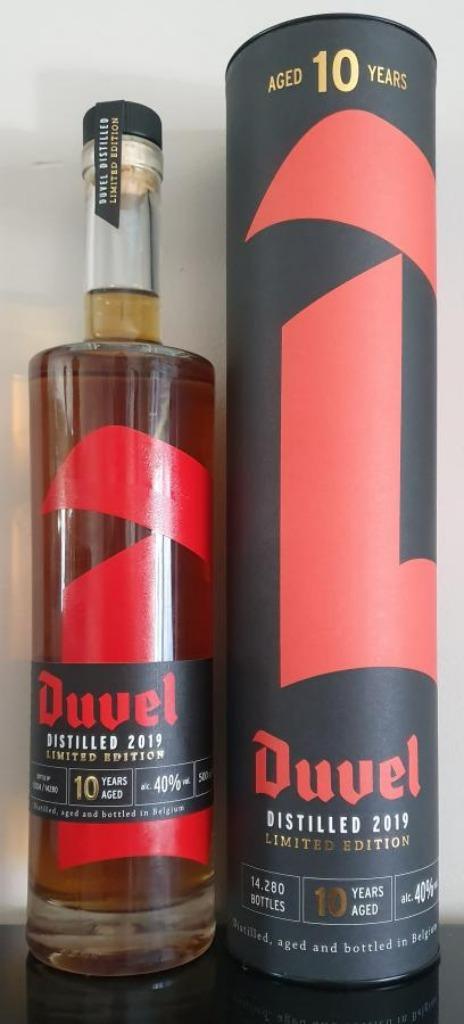 DUVEL DISTILLED
LIMITED EDITION
Duvel
DISTILLED 2019
LIMITED EDITION
10 YEARS AGED
alc. 40% vol.
Distilled, aged and bottled in Belgium
AGED 10 YEARS
Duvel
DISTILLED 2019
LIMITED EDITION
14.280 BOTTLES
10 YEARS AGED
alc. 40%
Distilled, aged and bottled in Belgium